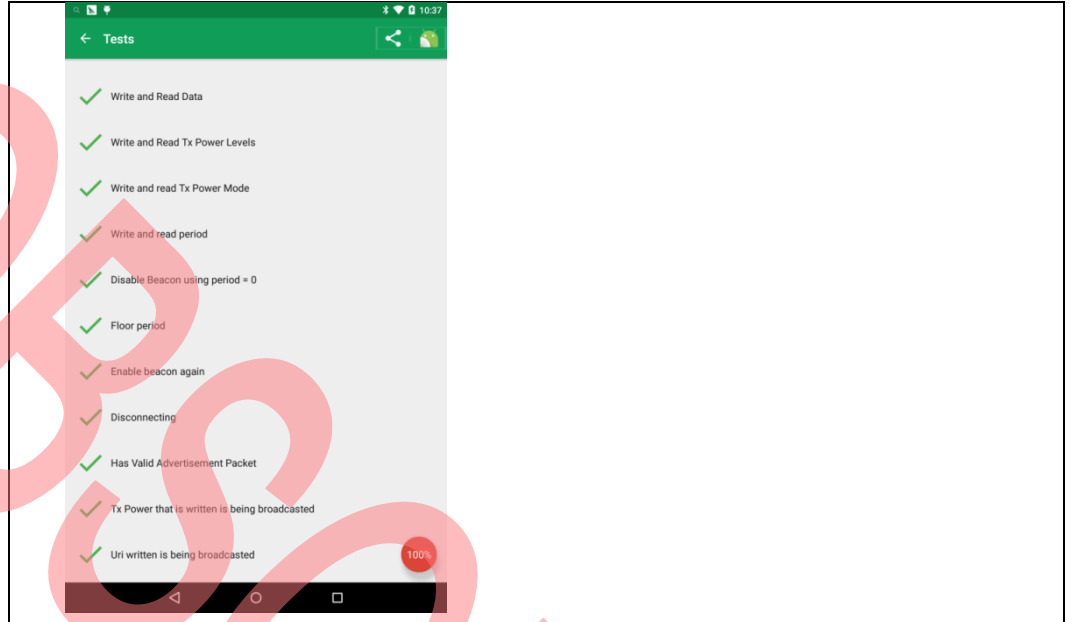 10:37
Tests
Write and Read Data
Write and Read Tx Power Levels
Write and read Tx Power Mode
Write and read period
Disable Beacon using period = 0
Floor period
Enable beacon again
Disconnecting
Has Valid Advertisement Packet
Tx Power that is written is being broadcasted
Uri written is being broadcasted
100%